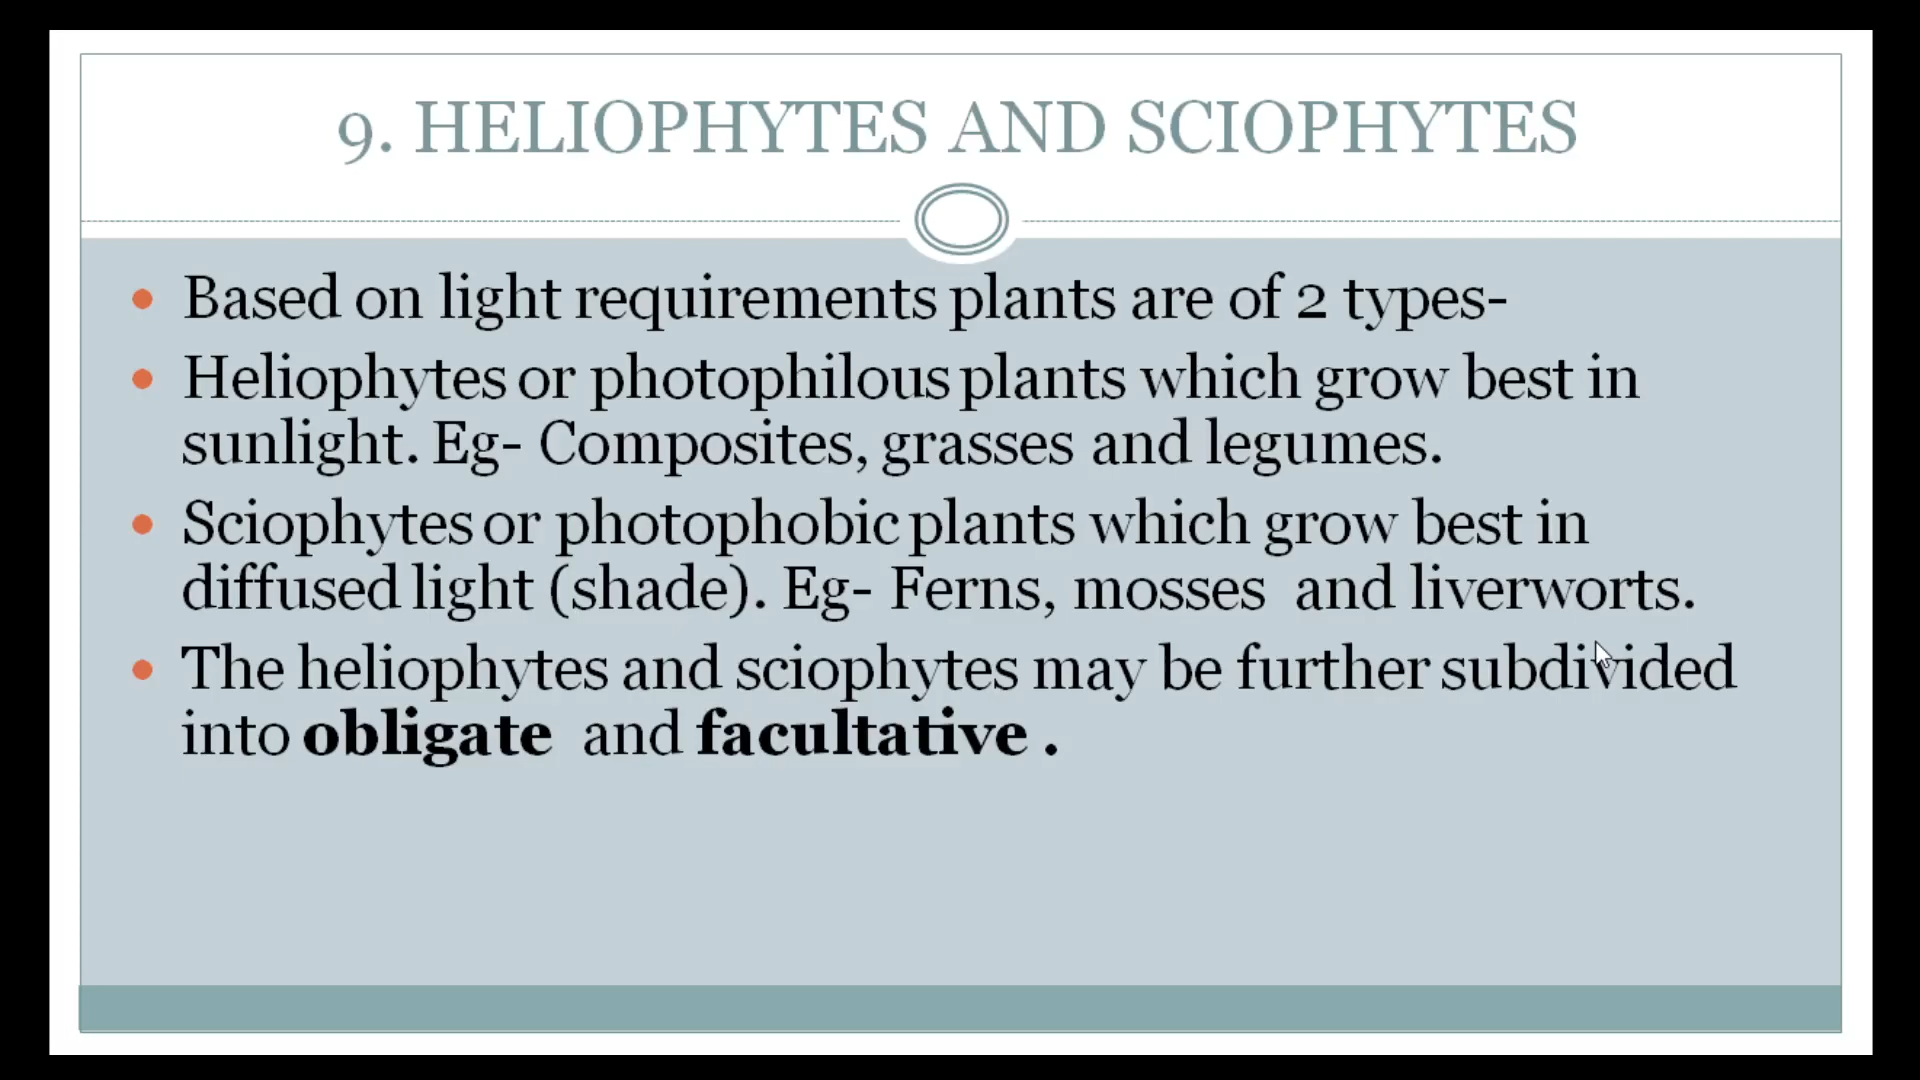 9. HELIOPHYTES AND SCIOPHYTES
• Based on light requirements plants are of 2 types-
• Heliophytes or photophilous plants which grow best in
sunlight. Eg- Composites, grasses and legumes.
• Sciophytes or photophobic plants which grow best in
diffused light (shade). Eg- Ferns, mosses and liverworts.
• The heliophytes and sciophytes may be further subdivided
into obligate and facultative .